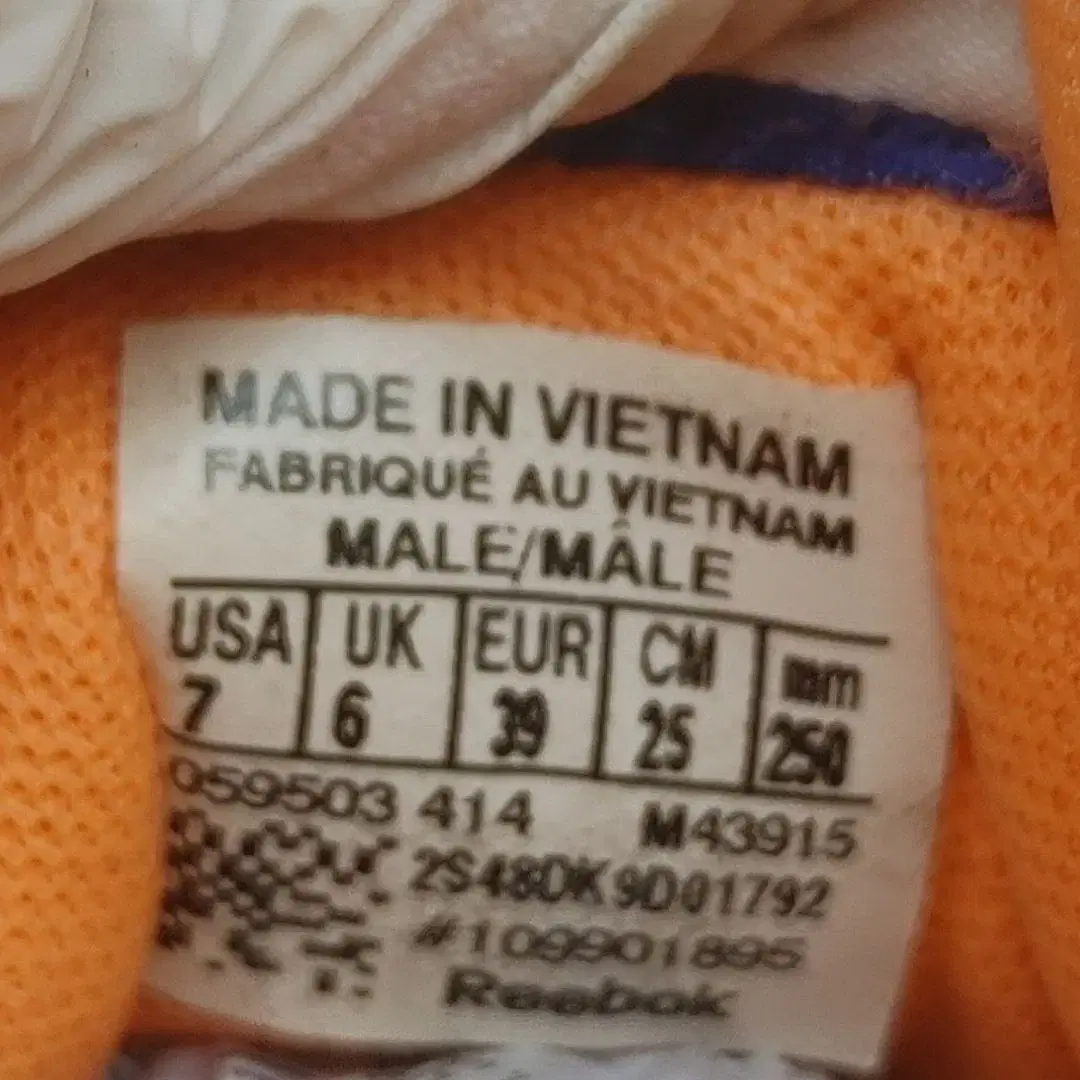 MADE IN VIETNAM
FABRIQUÉ AU VIETNAM
MALE/MÂLE
USA UK EUR CM mm
7 6 39 25 250
059503 414 M43915
2S48DK9D01792
#109901895
Reebok